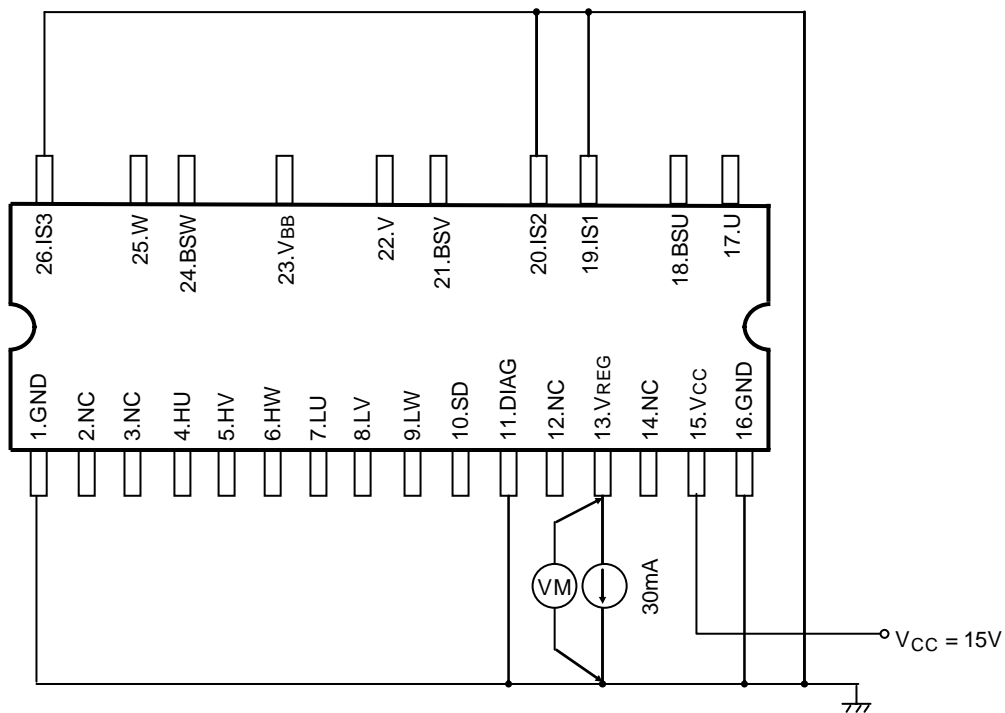 26.IS3
25.W
24.BSW
23.VBB
22.V
21.BSV
20.IS2
19.IS1
18.BSU
17.U
1.GND
2.NC
3.NC
4.HU
5.HV
6.HW
7.LU
8.LV
9.LW
10.SD
11.DIAG
12.NC
13.VREG
14.NC
15.VCC
16.GND
VM
30mA
VCC = 15V